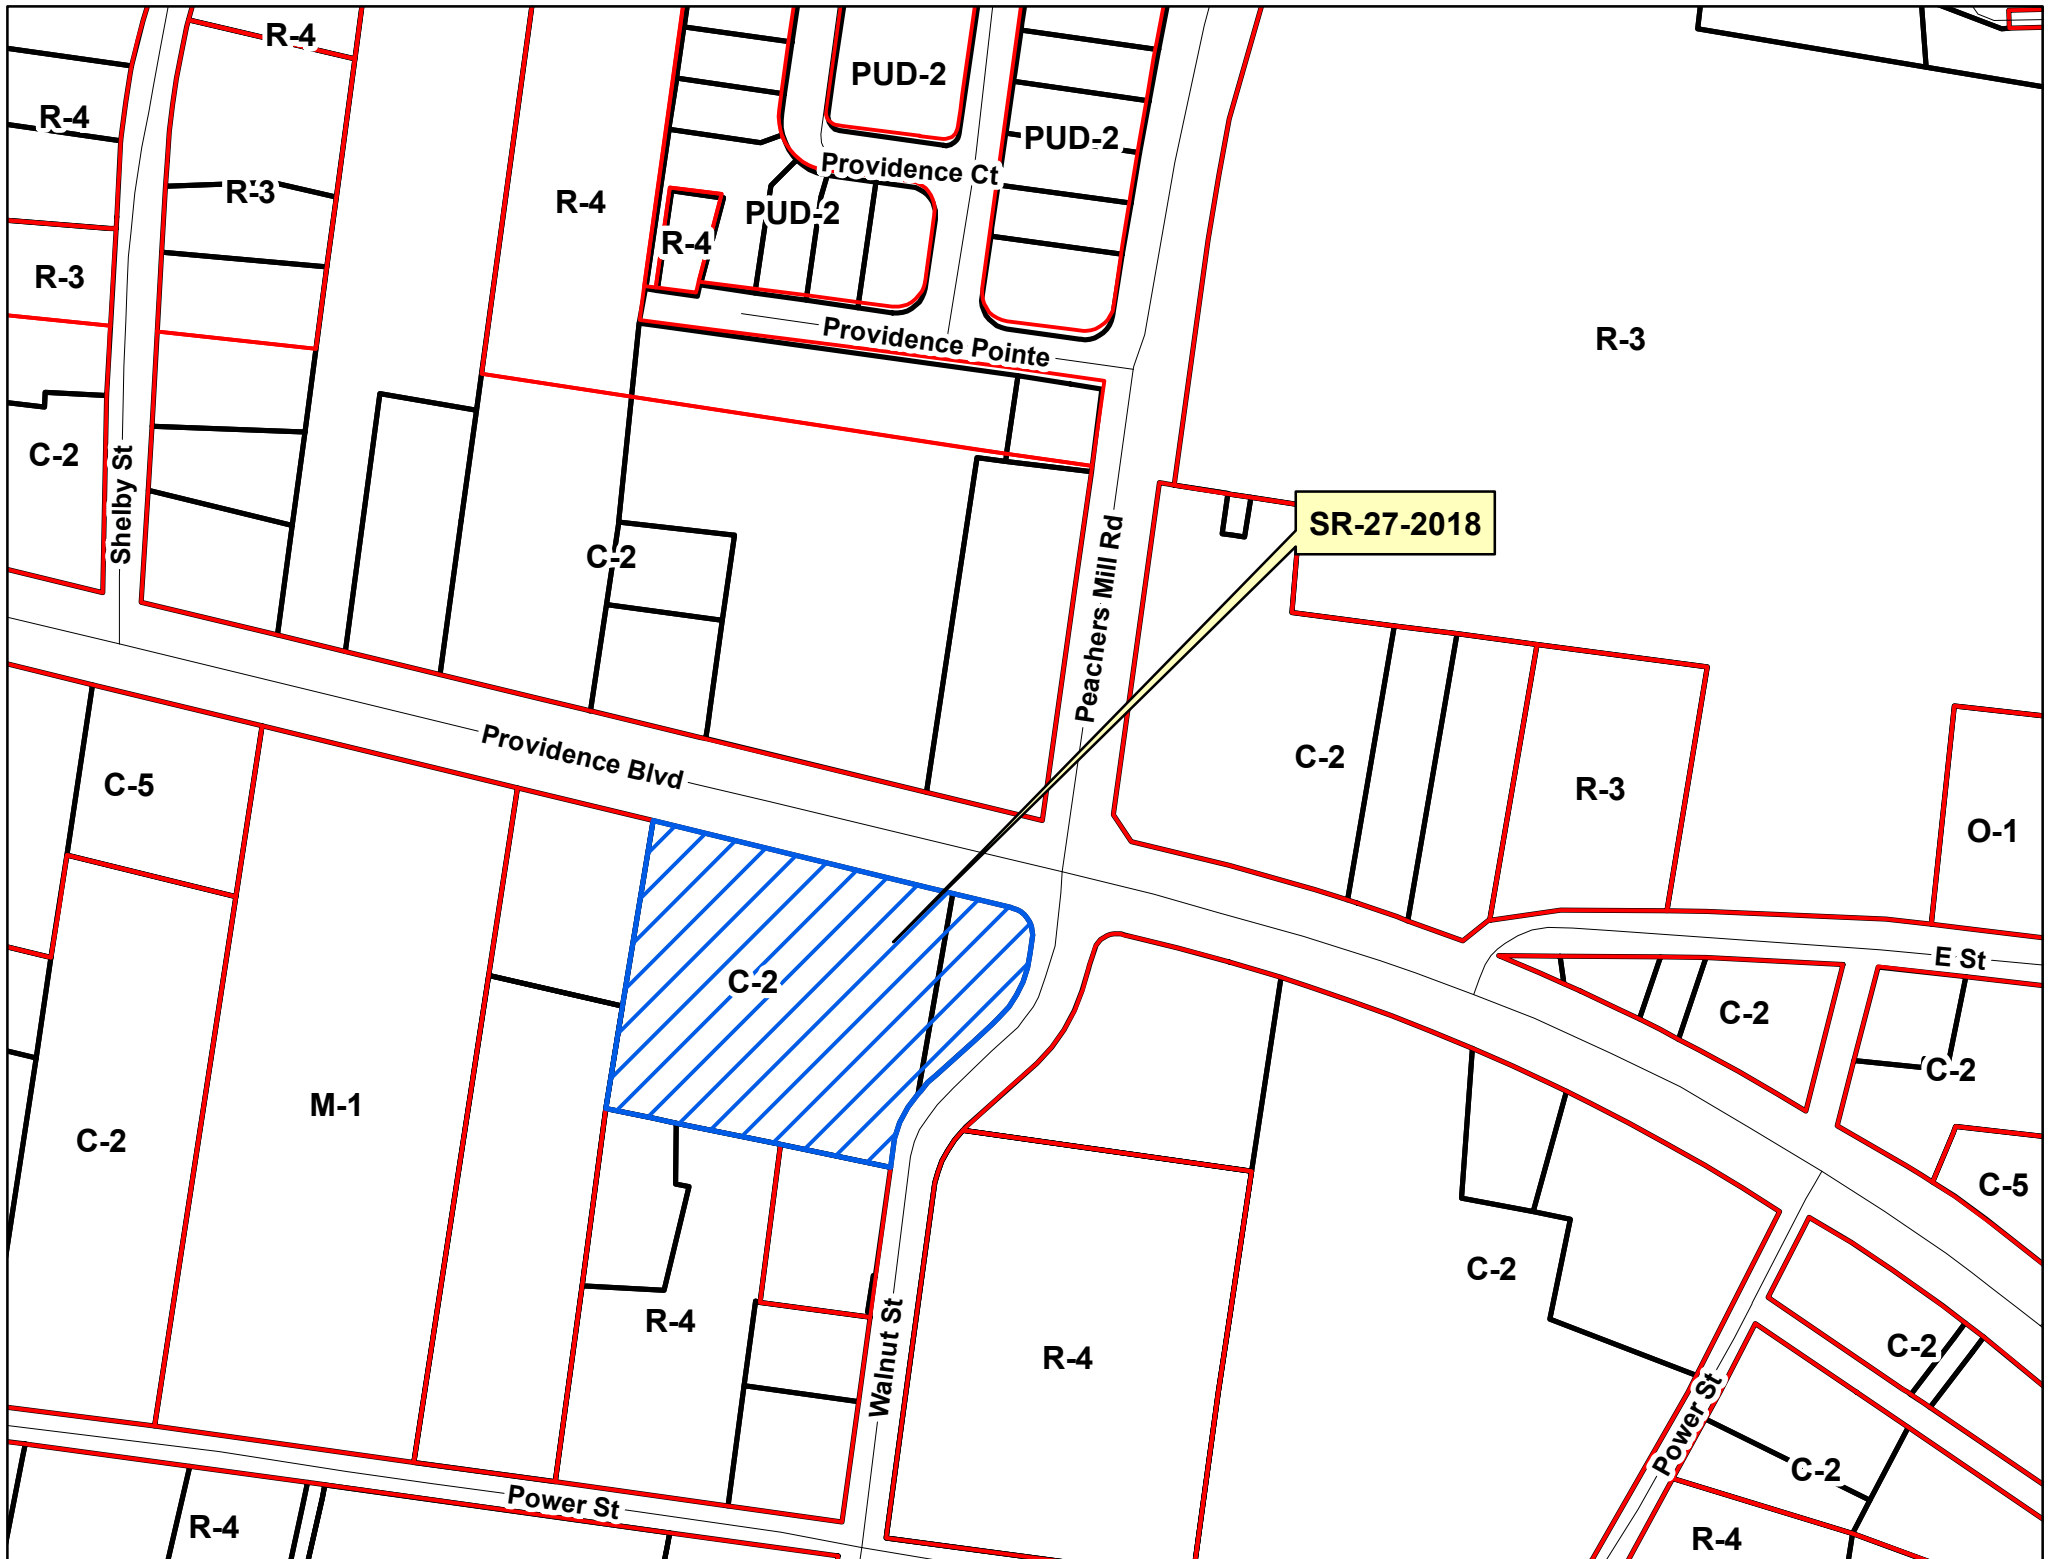 R-4
PUD-2
R-4
PUD-2
Providence Ct
R-3
R-4
PUD-2
R-4
R-3
Providence Pointe
R-3
C-2
Shelby St
SR-27-2018
C-2
Peachers Mill Rd
Providence Blvd
C-2
C-5
R-3
O-1
E St
C-2
C-2
C-2
M-1
C-2
C-5
C-2
R-4
Walnut St
R-4
C-2
Power St
C-2
Power St
R-4
R-4